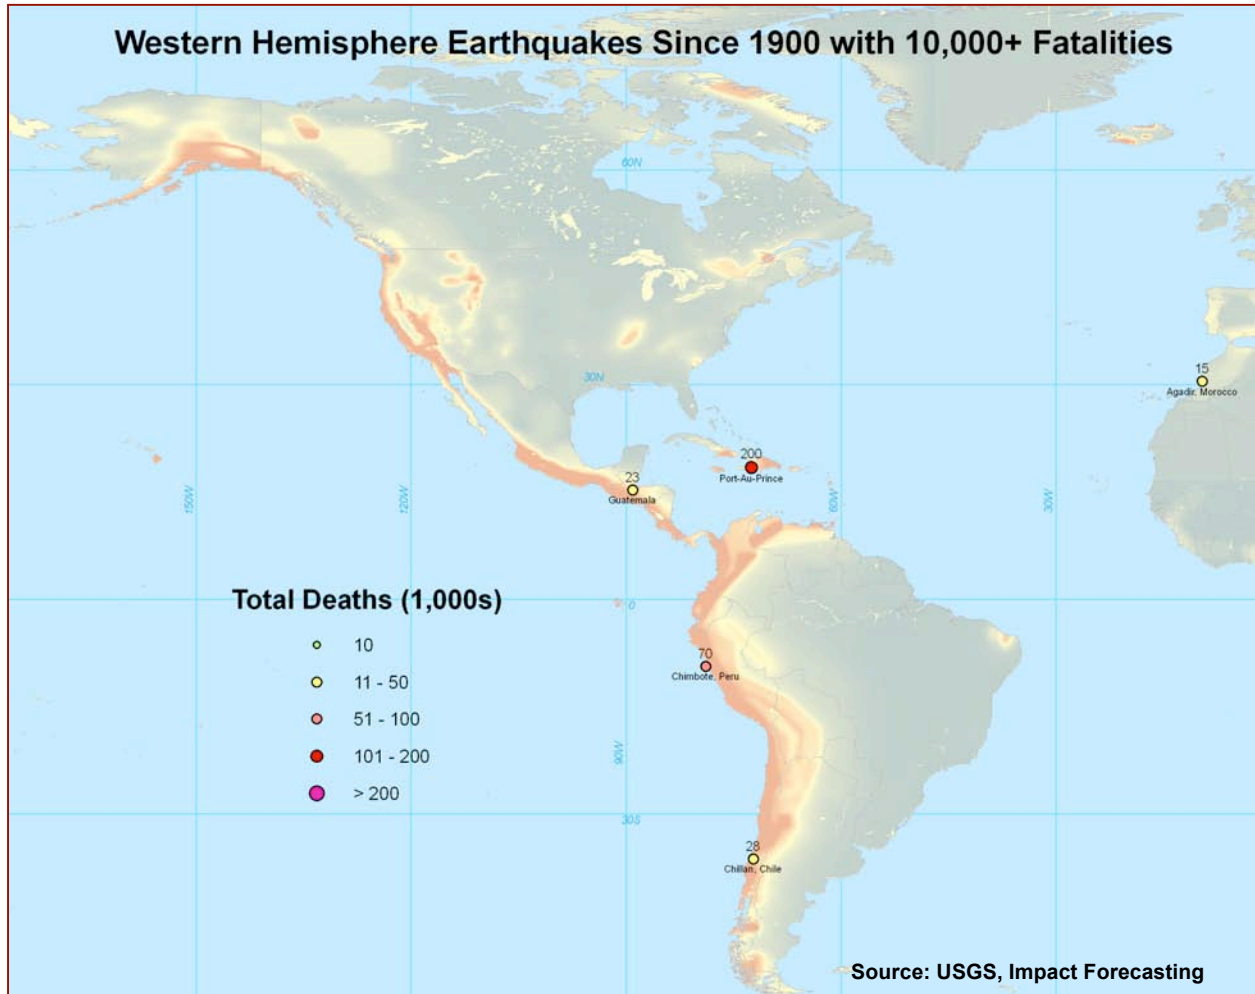 Western Hemisphere Earthquakes Since 1900 with 10,000+ Fatalities
60N
30N
15
Agadir, Morocco
200
Port-Au-Prince
23
Guatemala
150W
120W
60W
30W
Total Deaths (1,000s)
10
11 - 50
51 - 100
101 - 200
> 200
0
70
Chimbote, Peru
90W
30S
28
Chillan, Chile
Source: USGS, Impact Forecasting